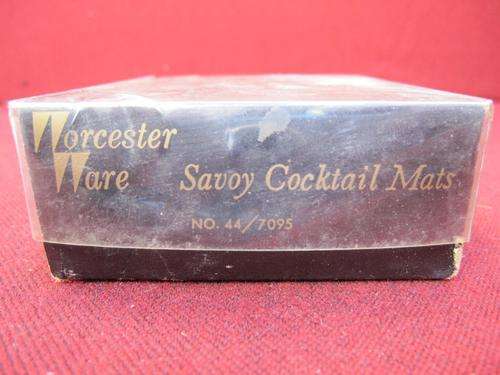 Worcester
Ware
Savoy Cocktail Mats
NO. 44/7095